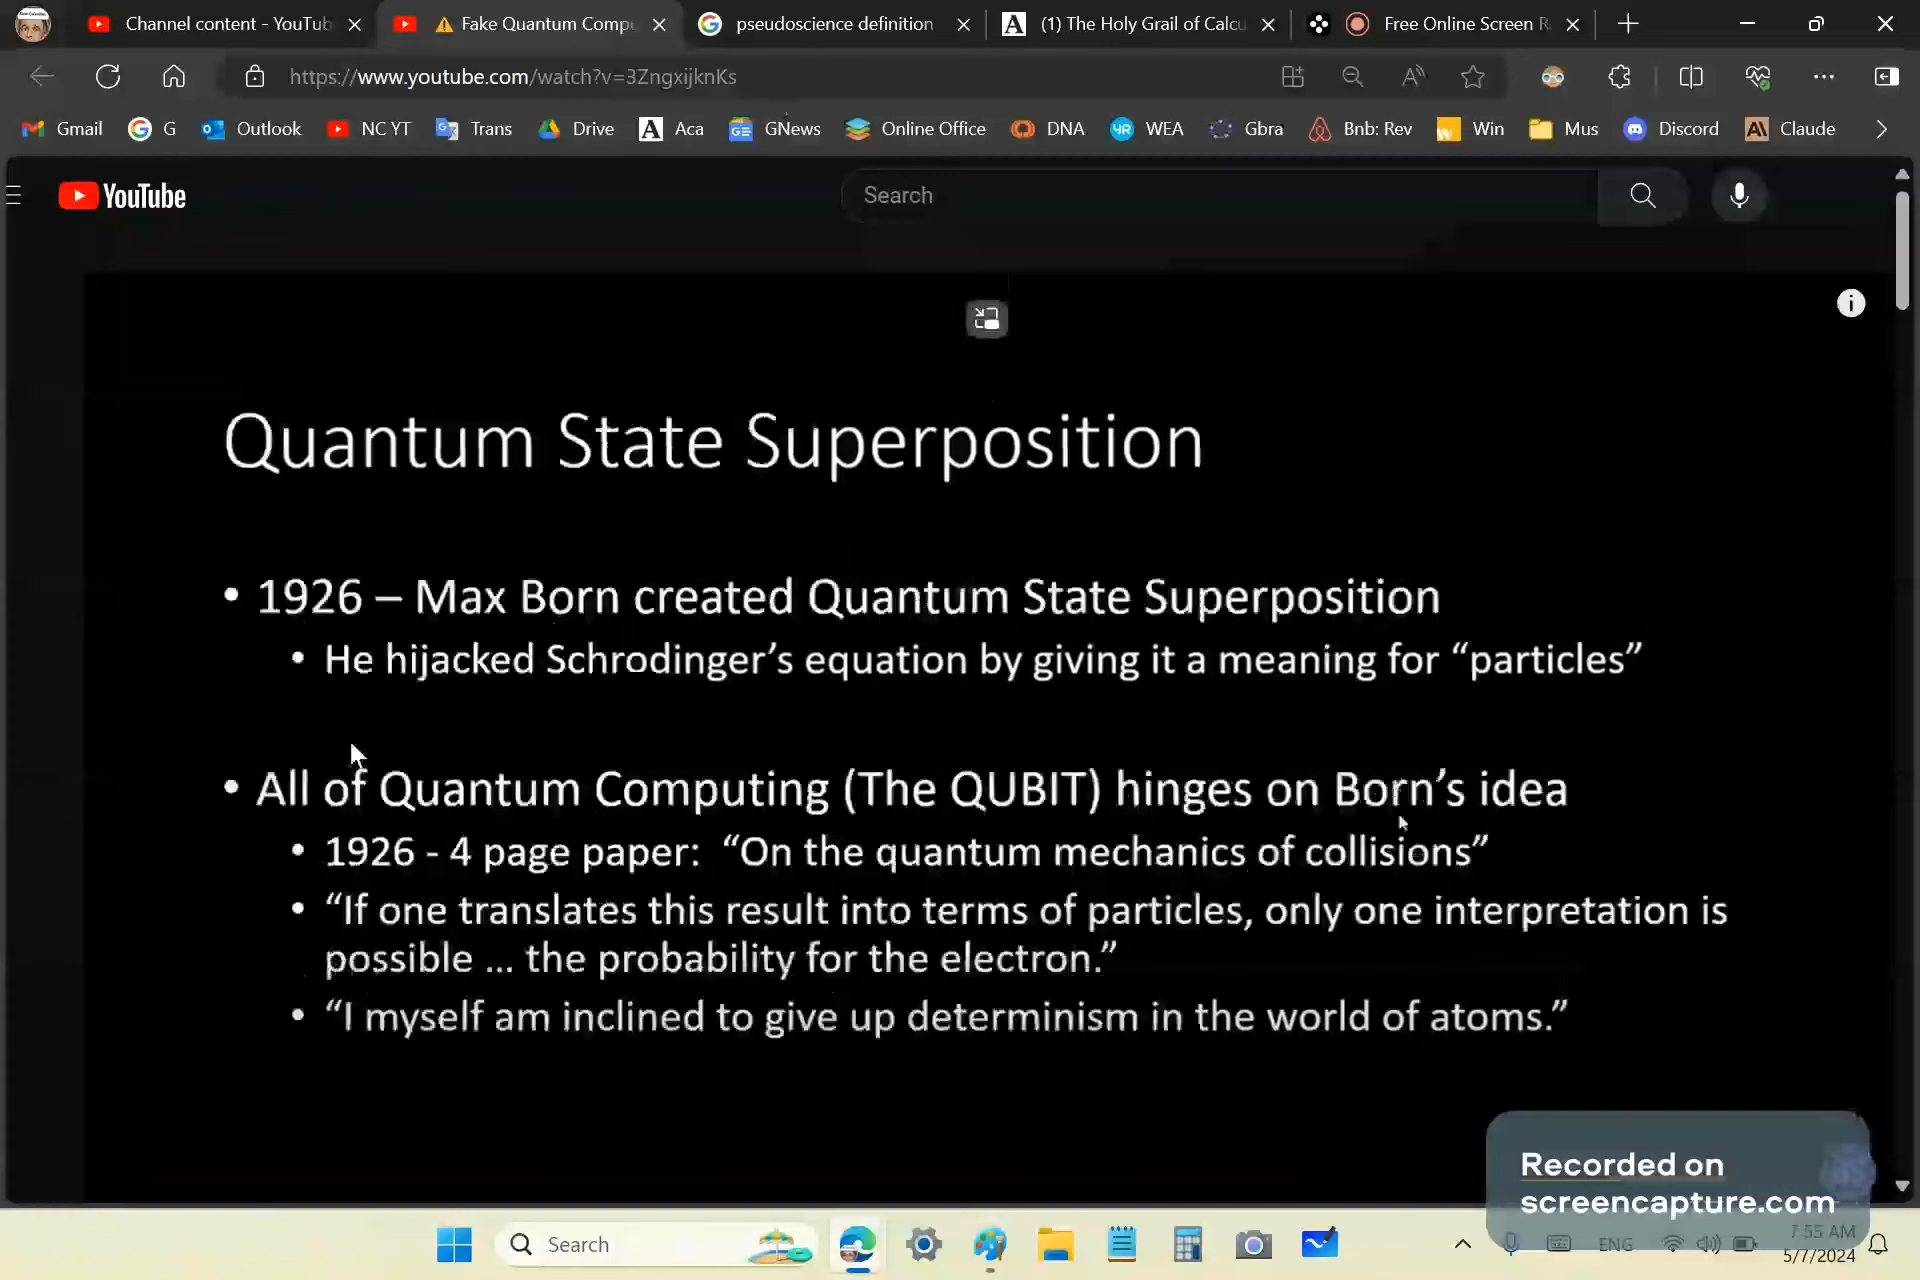 Channel content - YouTub
Fake Quantum Compu
pseudoscience definition
(1) The Holy Grail of Calcu
Free Online Screen R
https://www.youtube.com/watch?v=3ZngxijknKs
Gmail
G
Outlook
NC YT
Trans
Drive
Aca
GNews
Online Office
DNA
WEA
Gbra
Bnb: Rev
Win
Mus
Discord
Claude
YouTube
Search
Quantum State Superposition
• 1926 – Max Born created Quantum State Superposition
• He hijacked Schrodinger’s equation by giving it a meaning for “particles”
• All of Quantum Computing (The QUBIT) hinges on Born’s idea
• 1926 - 4 page paper: “On the quantum mechanics of collisions”
• “If one translates this result into terms of particles, only one interpretation is
possible ... the probability for the electron.”
• “I myself am inclined to give up determinism in the world of atoms.”
Recorded on
screencapture.com
Search
ENG
7:55 AM
5/7/2024